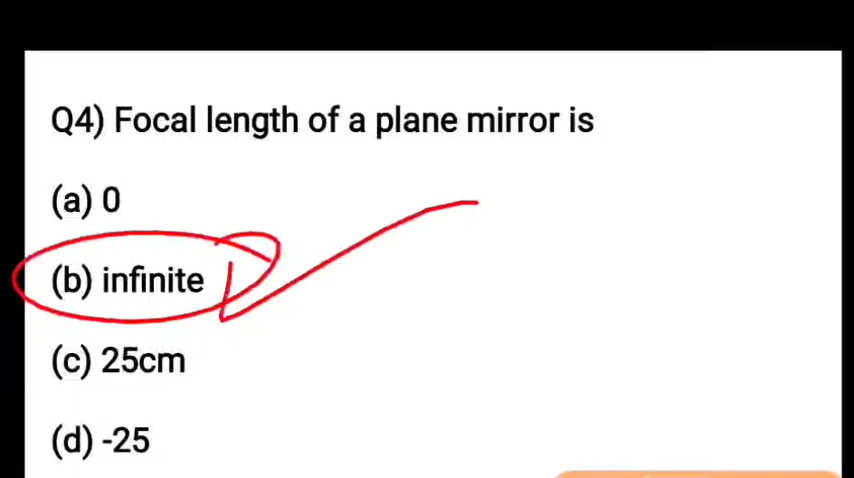 Q4) Focal length of a plane mirror is
(a) 0
(b) infinite
(c) 25cm
(d) -25